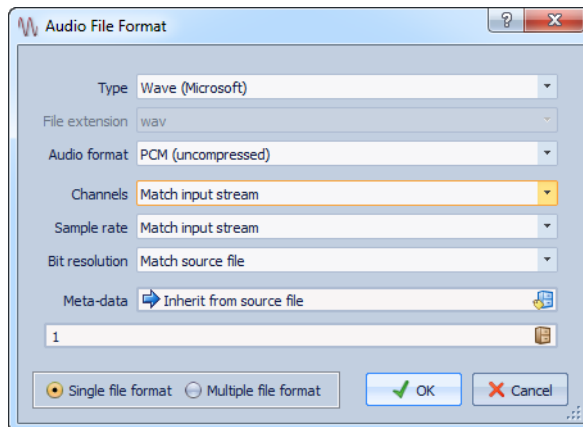 Audio File Format
Type Wave (Microsoft)
File extension wav
Audio format PCM (uncompressed)
Channels Match input stream
Sample rate Match input stream
Bit resolution Match source file
Meta-data Inherit from source file
1
Single file format Multiple file format OK Cancel